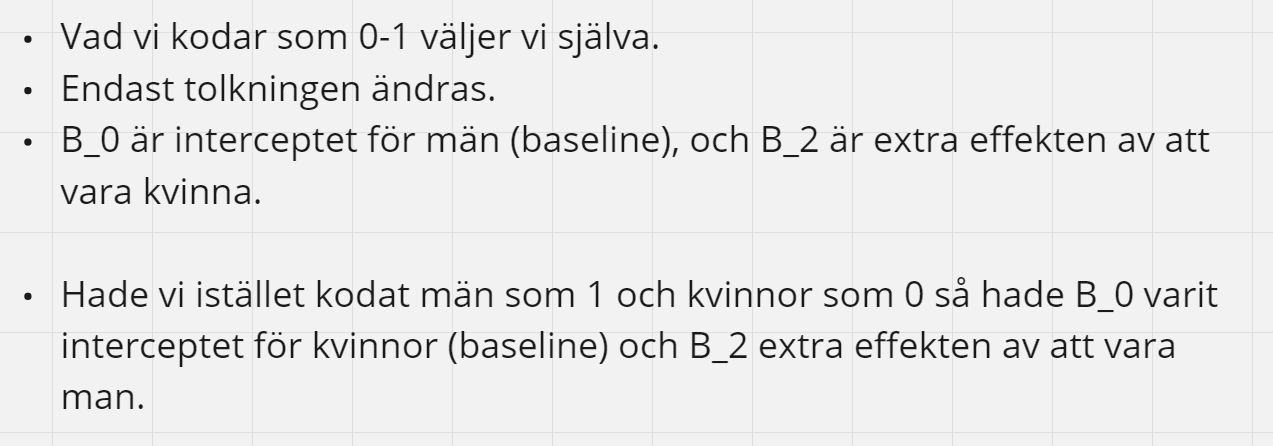 • Vad vi kodar som 0-1 väljer vi själva.
• Endast tolkningen ändras.
• B_0 är interceptet för män (baseline), och B_2 är extra effekten av att
vara kvinna.
• Hade vi istället kodat män som 1 och kvinnor som 0 så hade B_0 varit
interceptet för kvinnor (baseline) och B_2 extra effekten av att vara
man.